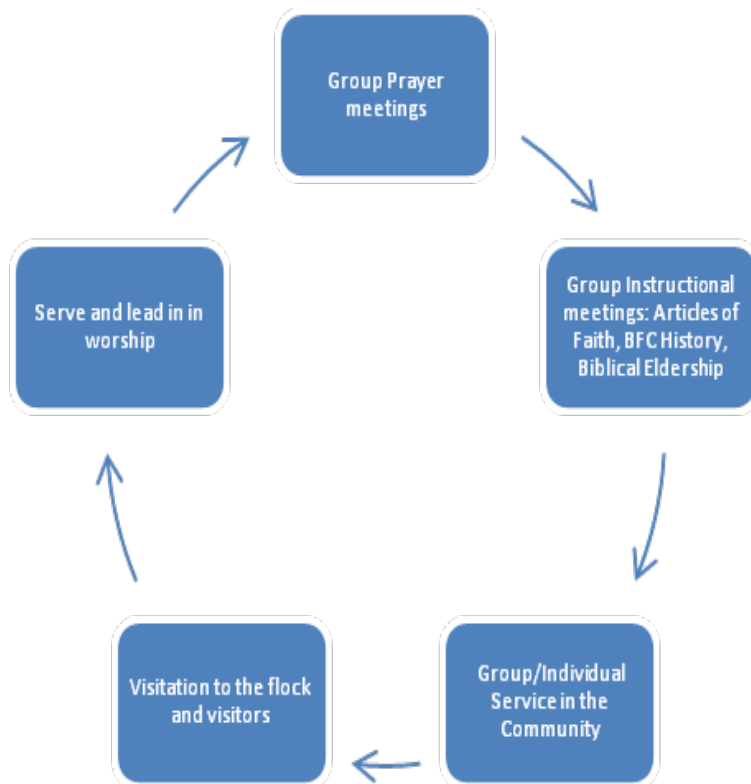 Group Prayer
meetings
Group Instructional
meetings: Articles of
Faith, BFC History,
Biblical Eldership
Group/Individual
Service in the
Community
Visitation to the flock
and visitors
Serve and lead in in
worship